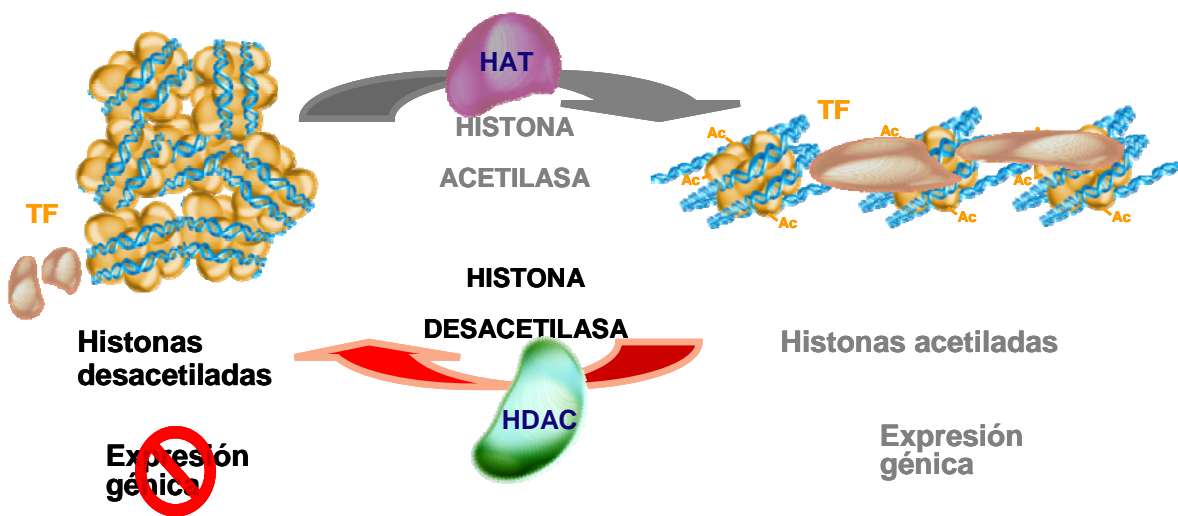 HAT
HISTONA
ACETILASA
TF
TF
Ac
Ac
Ac
Ac
Ac
Ac
Ac
Ac
HISTONA
DESACETILASA
HDAC
Histonas
desacetiladas
Histonas acetiladas
Expresión
génica
Expresión
génica